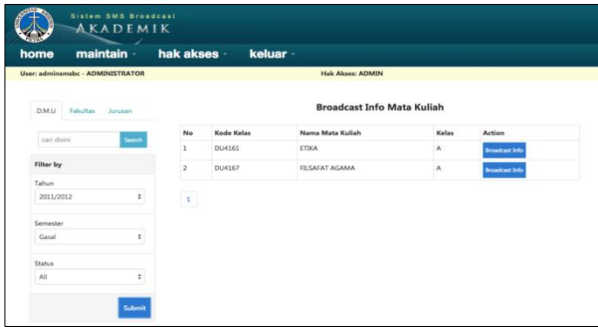 Sistem SMS Broadcast
AKADEMIK
home maintain hak akses keluar
User: adminsmsbc - ADMINISTRATOR Hak Akses: ADMIN
D.M.U Fakultas Jurusan
cari disini Search
Filter by
Tahun
2011/2012
Semester
Gasal
Status
All
Submit
Broadcast Info Mata Kuliah
No Kode Kelas Nama Mata Kuliah Kelas Action
1 DU4161 ETIKA A Broadcast Info
2 DU4167 FILSAFAT AGAMA A Broadcast Info
1